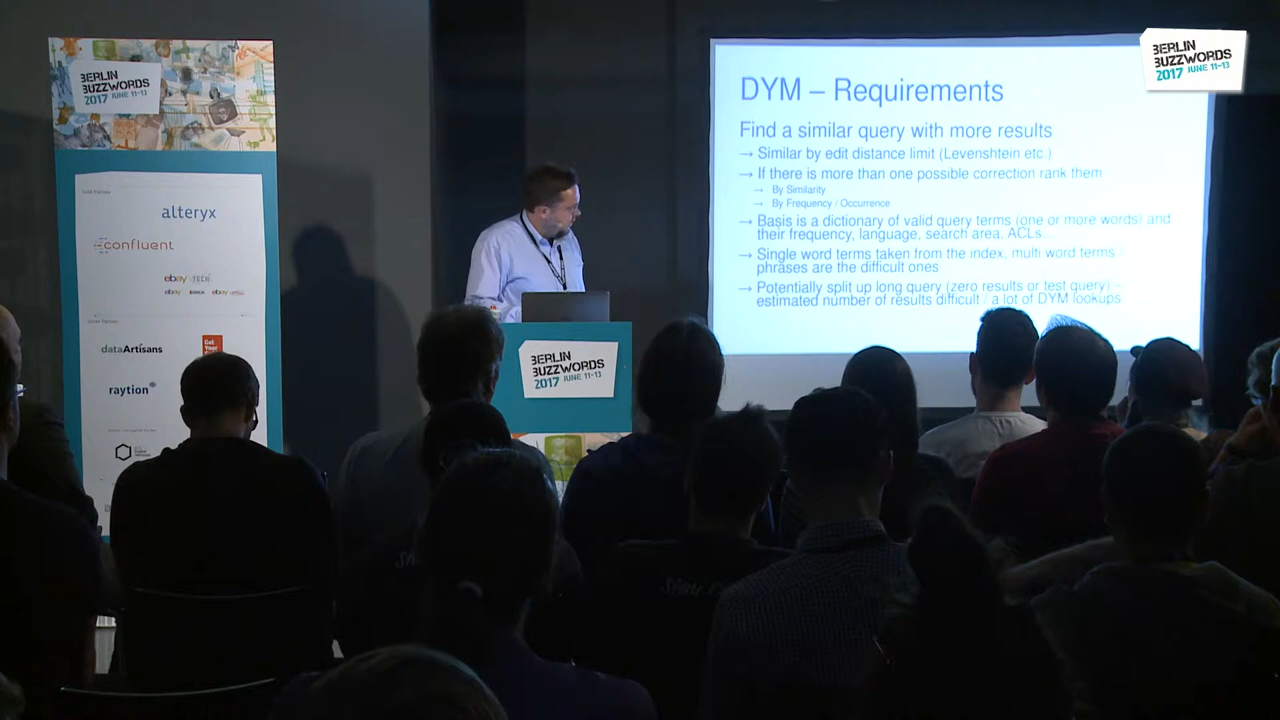 BERLIN
BUZZWORDS
2017 JUNE 11-13
alteryx
confluent
ebay TECH
ebay
ebay
dataArtisans
Get
Your
raytion
BERLIN
BUZZWORDS
2017 JUNE 11-13
DYM – Requirements
Find a similar query with more results
→ Similar by edit distance limit (Levenshtein etc.)
→ If there is more than one possible correction rank them
→ By Similarity
→ By Frequency / Occurrence
→ Basis is a dictionary of valid query terms (one or more words) and
their frequency, language, search area, ACLs...
→ Single word terms taken from the index, multi word terms /
phrases are the difficult ones
→ Potentially split up long query (zero results or test query) –
estimated number of results difficult / a lot of DYM lookups
BERLIN
BUZZWORDS
2017 JUNE 11-13